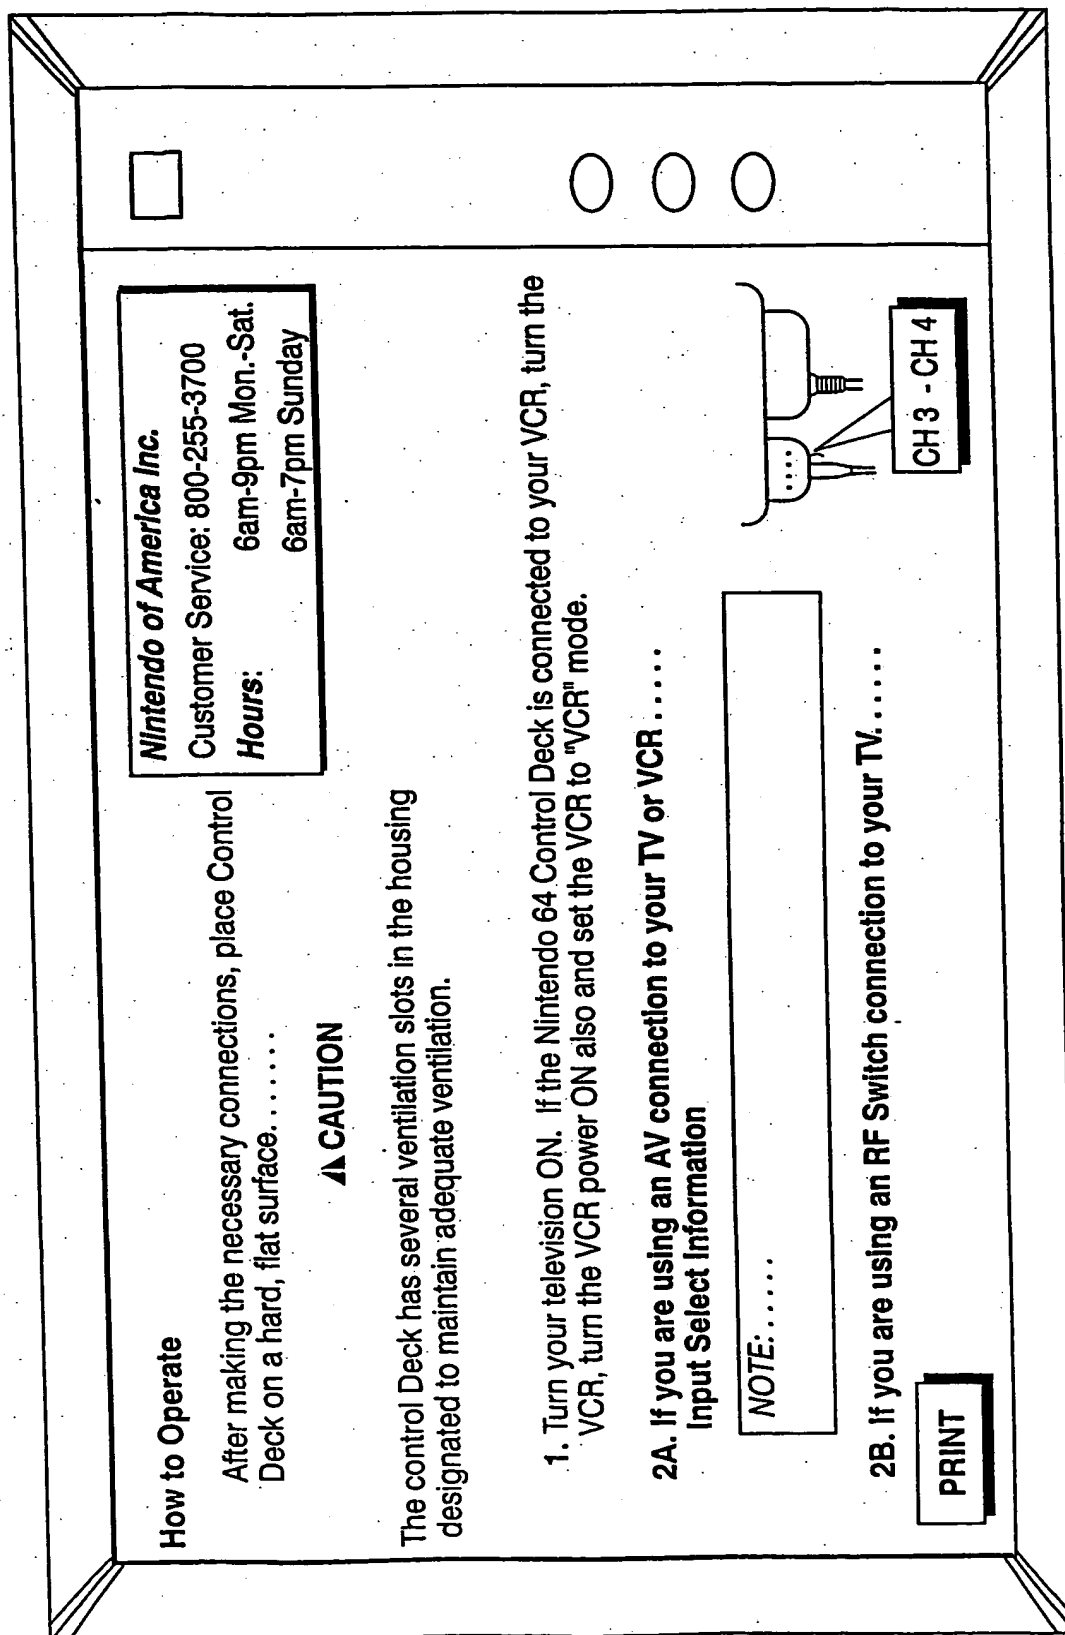 How to Operate
After making the necessary connections, place Control
Deck on a hard, flat surface.......
Nintendo of America Inc.
Customer Service: 800-255-3700
Hours: 6am-9pm Mon.-Sat.
6am-7pm Sunday
CAUTION
The control Deck has several ventilation slots in the housing
designated to maintain adequate ventilation.
1. Turn your television ON. If the Nintendo 64 Control Deck is connected to your VCR, turn the
VCR, turn the VCR power ON also and set the VCR to "VCR" mode.
2A. If you are using an AV connection to your TV or VCR.....
Input Select Information
NOTE:......
2B. If you are using an RF Switch connection to your TV......
CH 3 - CH 4
PRINT